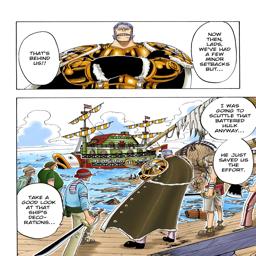 NOW
THEN,
LADS,
WE'VE HAD
A FEW
MINOR
SETBACKS
BUT...
THAT'S
BEHIND
US!!
I WAS
GOING TO
SCUTTLE
THAT
BATTERED
HULK
ANYWAY...
HE JUST
SAVED US
THE
EFFORT.
TAKE A
GOOD LOOK
AT THAT
SHIP'S
DECO-
RATIONS...